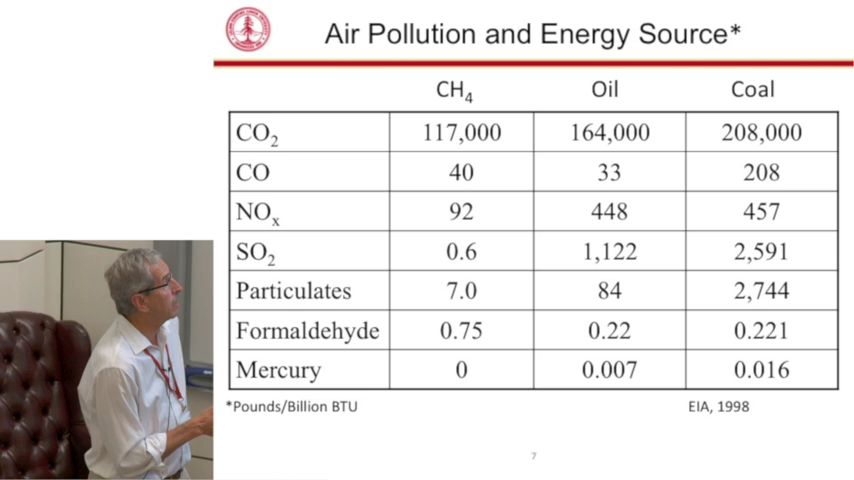 Air Pollution and Energy Source*
CH₄ Oil Coal
CO₂ 117,000 164,000 208,000
CO 40 33 208
NOₓ 92 448 457
SO₂ 0.6 1,122 2,591
Particulates 7.0 84 2,744
Formaldehyde 0.75 0.22 0.221
Mercury 0 0.007 0.016
*Pounds/Billion BTU EIA, 1998
7